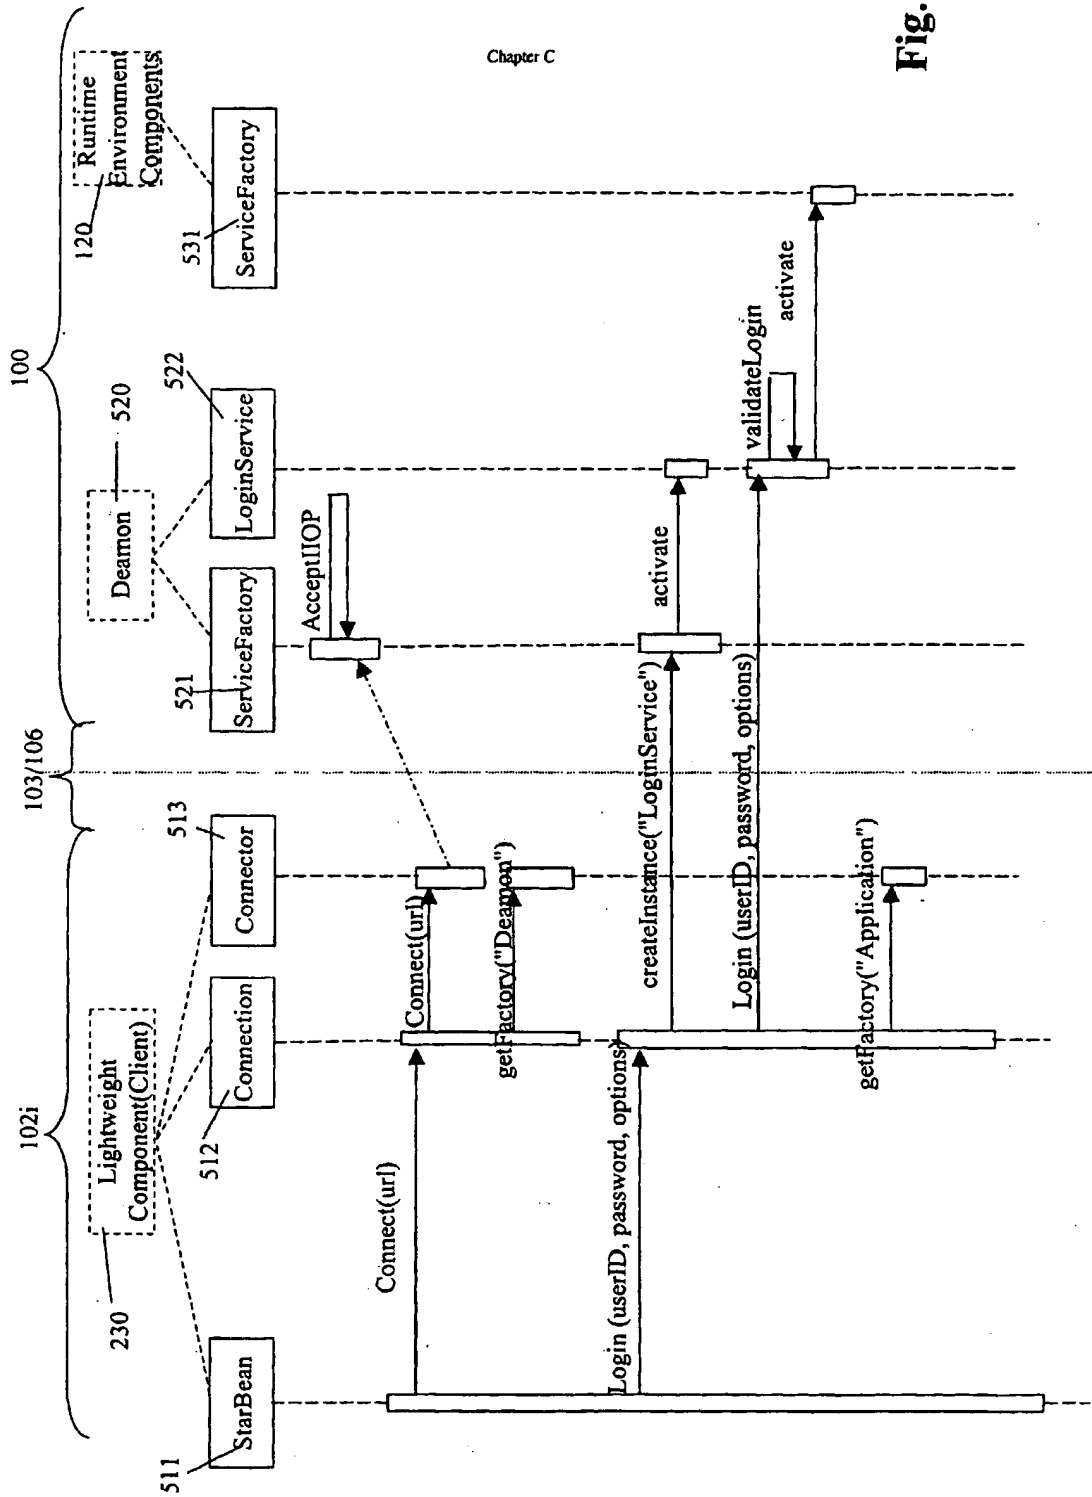 102i
103/106
100
Lightweight
Component(Client)
230
Deamon
520
Runtime
Environment
Components
120
StarBean
511
Connection
512
Connector
513
ServiceFactory
521
LoginService
522
ServiceFactory
531
Connect(url)
Connect(url)
AcceptIIOP
getFactory("Deamon")
Login (userID, password, options)
createInstance("LoginService")
activate
Login (userID, password, options)
validateLogin
activate
getFactory("Application")
Chapter C
Fig.